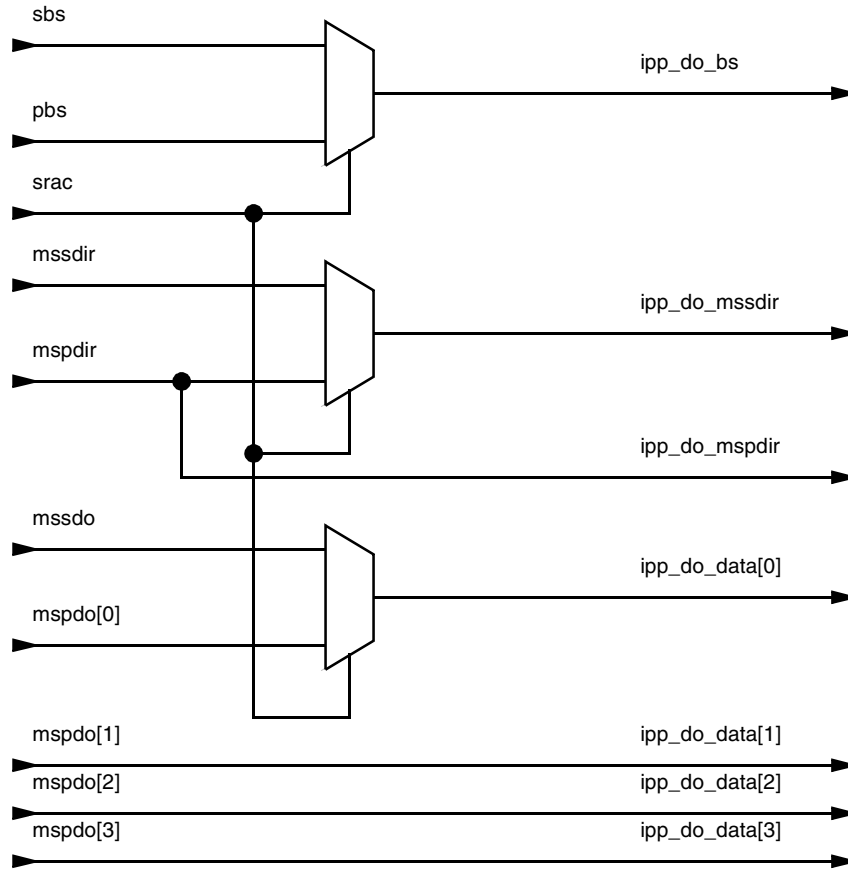 sbs
ipp_do_bs
pbs
srac
mssdir
ipp_do_mssdir
mspdir
ipp_do_mspdir
mssdo
ipp_do_data[0]
mspdo[0]
mspdo[1]
ipp_do_data[1]
mspdo[2]
ipp_do_data[2]
mspdo[3]
ipp_do_data[3]